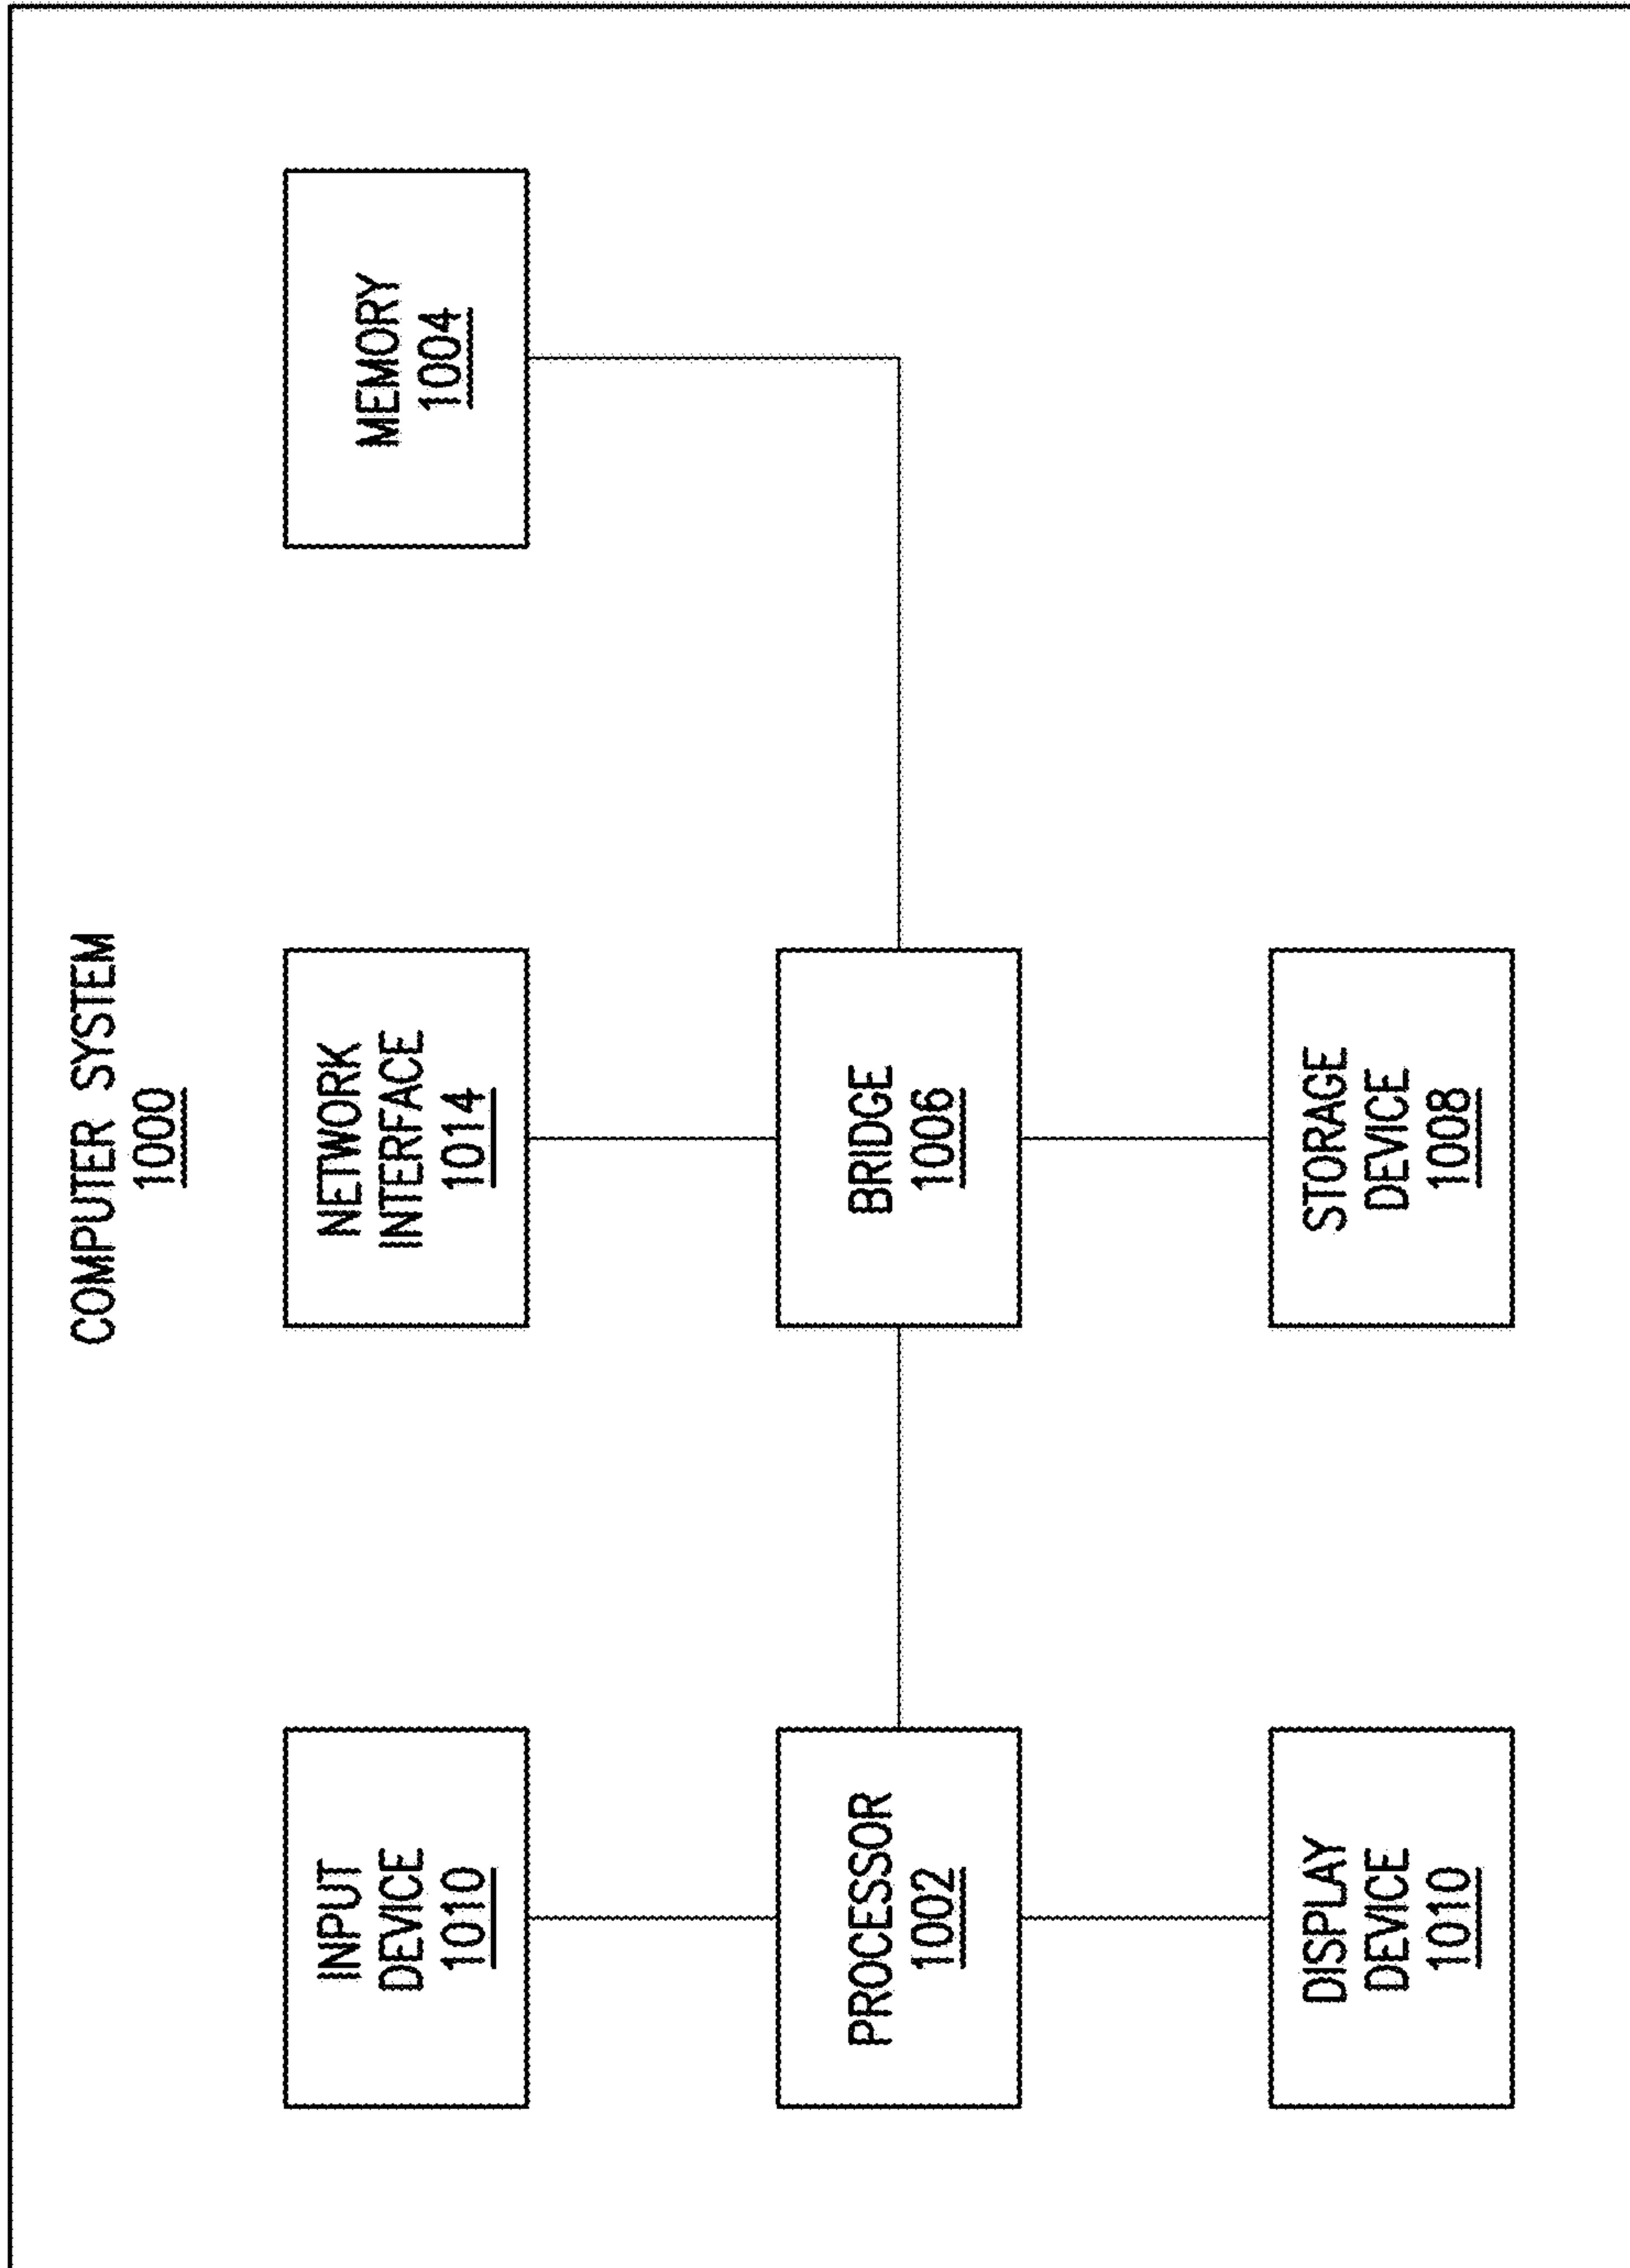 COMPUTER SYSTEM
1000
INPUT
DEVICE
1010
NETWORK
INTERFACE
1014
MEMORY
1004
PROCESSOR
1002
BRIDGE
1006
DISPLAY
DEVICE
1010
STORAGE
DEVICE
1008